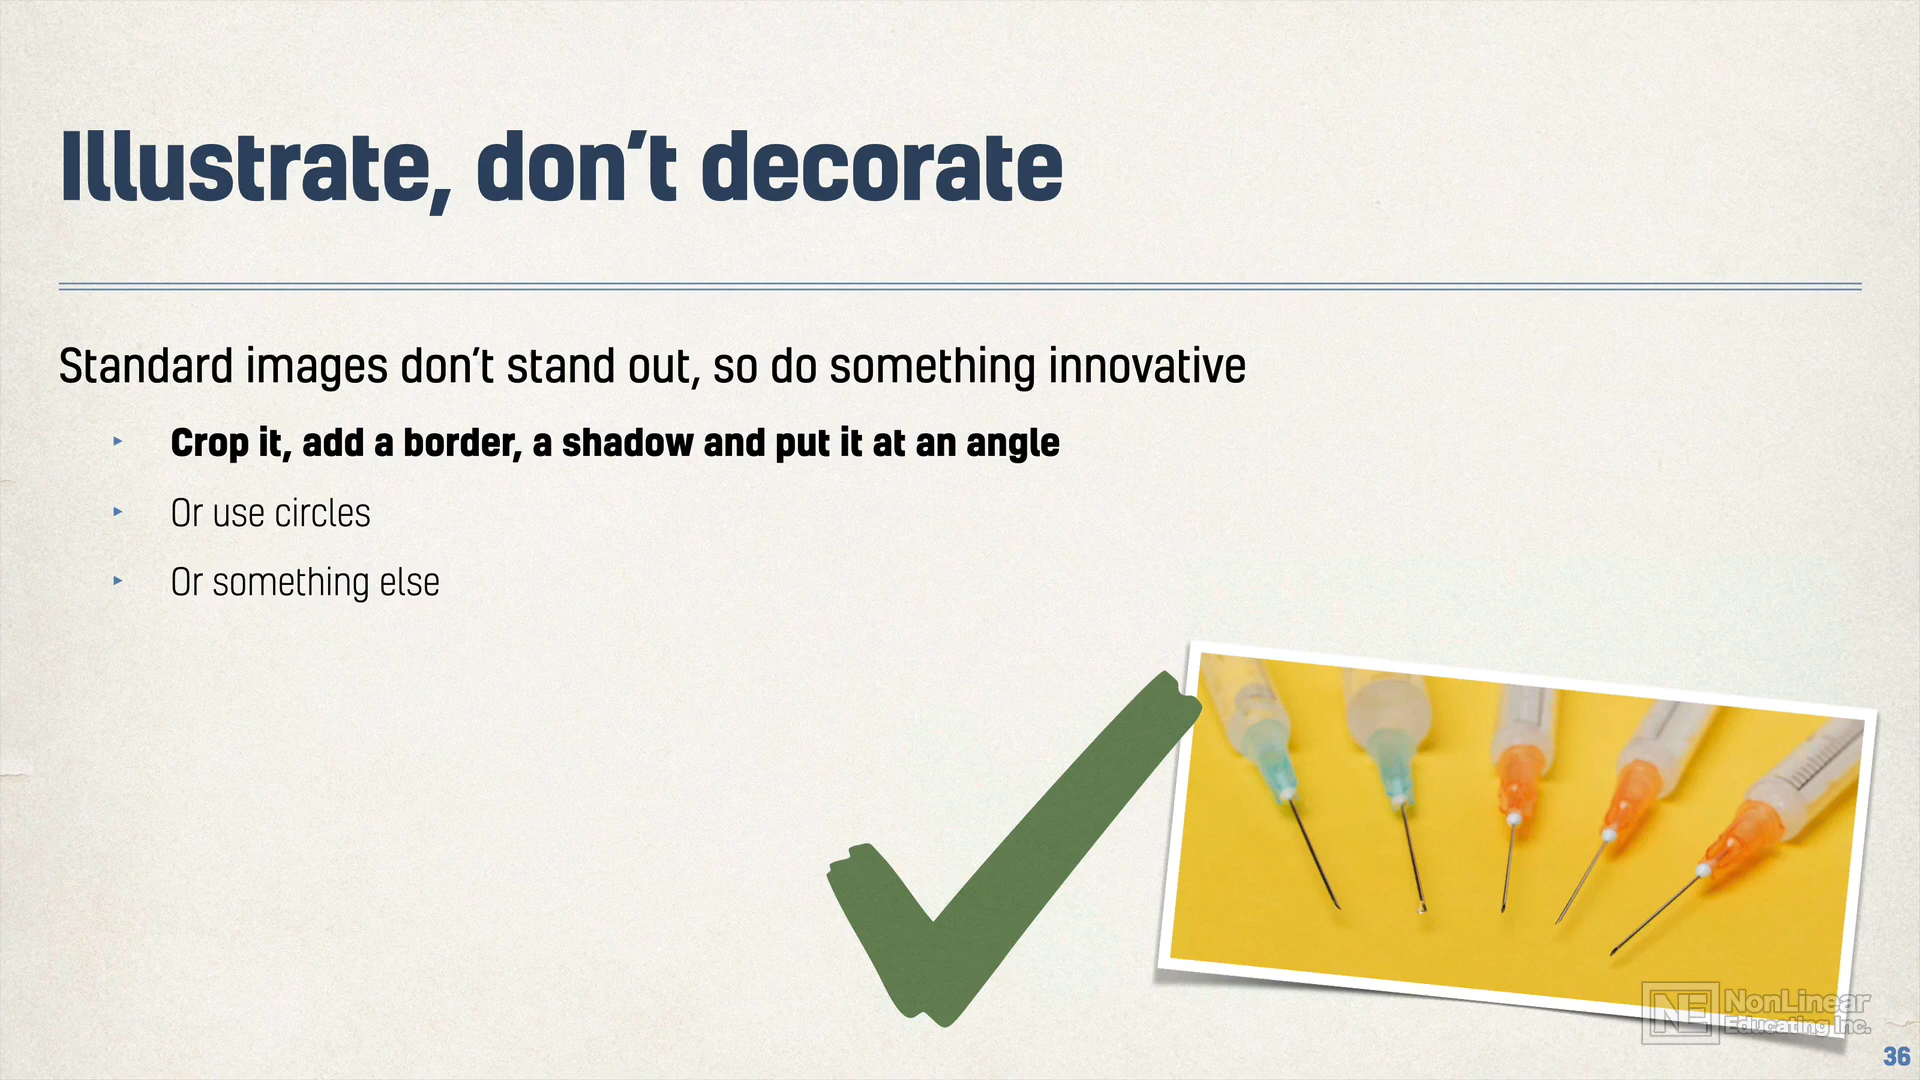 Illustrate, don’t decorate
Standard images don’t stand out, so do something innovative
Crop it, add a border, a shadow and put it at an angle
Or use circles
Or something else
NE NonLinear
Educating Inc.
36